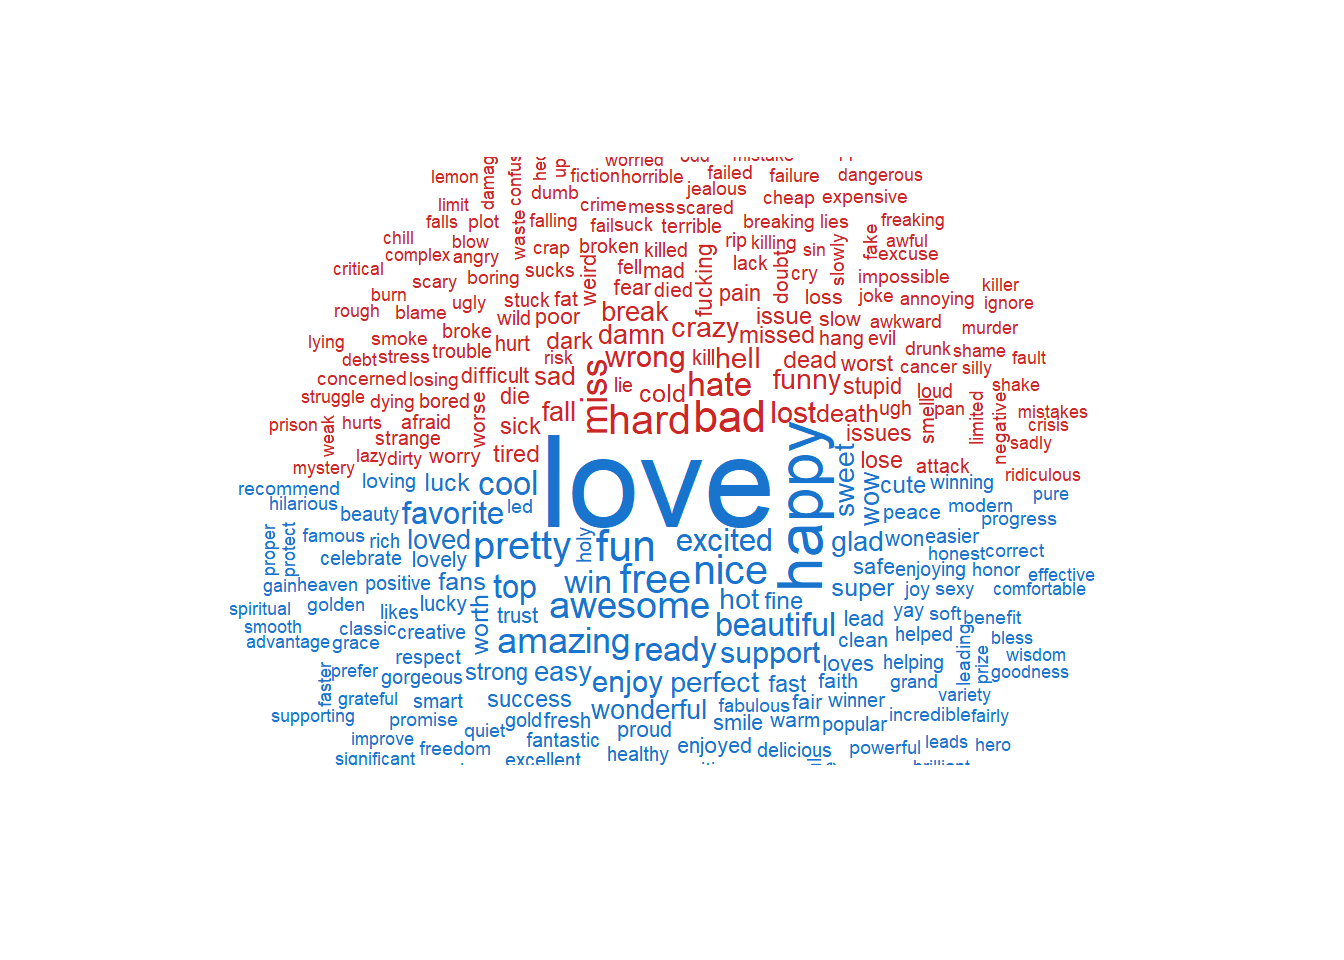 worried
lemon damag confus hec up fiction horrible failed failure dangerous
dumb jealous
limit crime mess scared cheap expensive
falls plot waste falling fail suck terrible breaking lies freaking
chill blow crap broken killed rip killing sin slowly fake awful
complex angry excuse
critical scary boring sucks weird fell mad fucking lack doubt cry impossible
burn ugly stuck fat fear died pain loss joke annoying killer
rough blame wild poor break issue slow awkward ignore
lying smoke broke hurt dark damn crazy missed hang evil murder
debt stress trouble risk wrong kill hell dead worst drunk shame fault
concerned losing difficult sad lie cold hate funny stupid cancer silly
struggle dying bored worse die miss loud shake
prison weak hurts afraid sick fall hard bad lost death ugh smell pan limited negative mistakes
strange issues crisis
lazy dirty worry tired sadly
mystery lose attack ridiculous
love happy
recommend loving luck cool sweet wow cute winning pure
hilarious beauty favorite led peace modern
progress
proper protect famous rich loved pretty holy fun excited glad won easier
celebrate lovely honest correct
gain heaven positive fans top win free nice safe enjoying honor effective
spiritual golden likes lucky worth trust awesome hot fine super joy sexy comfortable
smooth classic creative beautiful lead yay soft benefit
advantage grace amazing ready support clean helped leading prize bless
respect loves helping wisdom
faster prefer gorgeous strong easy enjoy perfect fast faith grand goodness
grateful smart success wonderful fabulous fair winner variety
supporting promise quiet gold fresh proud smile warm popular incredible fairly
improve freedom fantastic enjoyed delicious powerful leads hero
significant excellent healthy